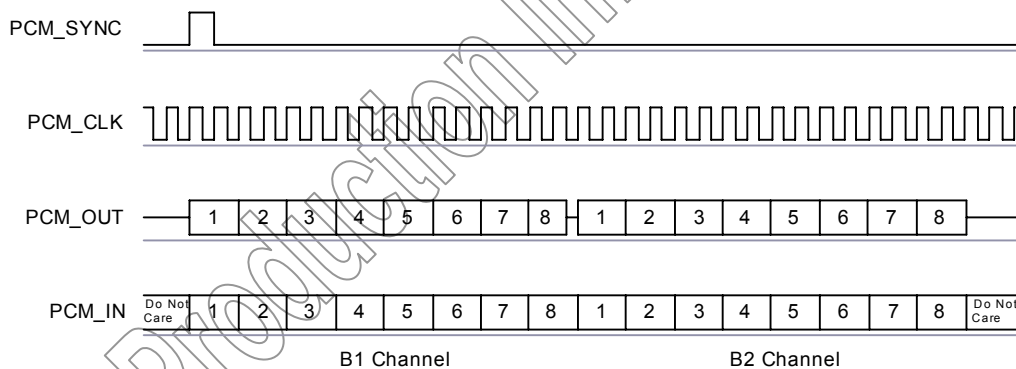 PCM_SYNC
PCM_CLK
PCM_OUT 1 2 3 4 5 6 7 8 1 2 3 4 5 6 7 8
PCM_IN Do Not Care 1 2 3 4 5 6 7 8 1 2 3 4 5 6 7 8 Do Not Care
B1 Channel B2 Channel
Production In